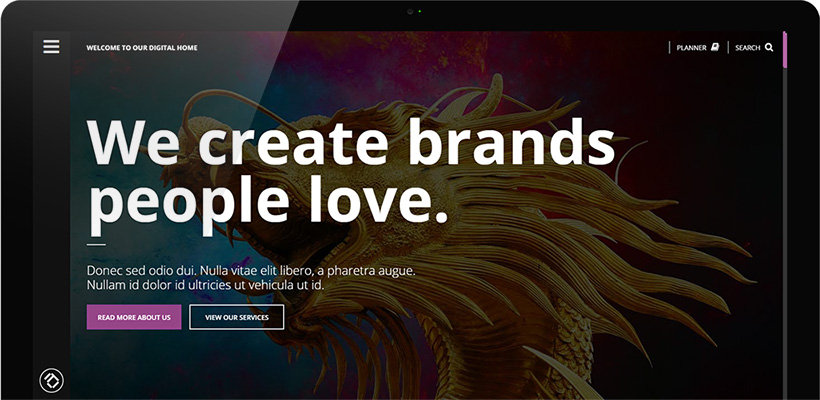 WELCOME TO OUR DIGITAL HOME
PLANNER
SEARCH
We create brands
people love.
Donec sed odio dui. Nulla vitae elit libero, a pharetra augue.
Nullam id dolor id ultricies ut vehicula ut id.
READ MORE ABOUT US
VIEW OUR SERVICES